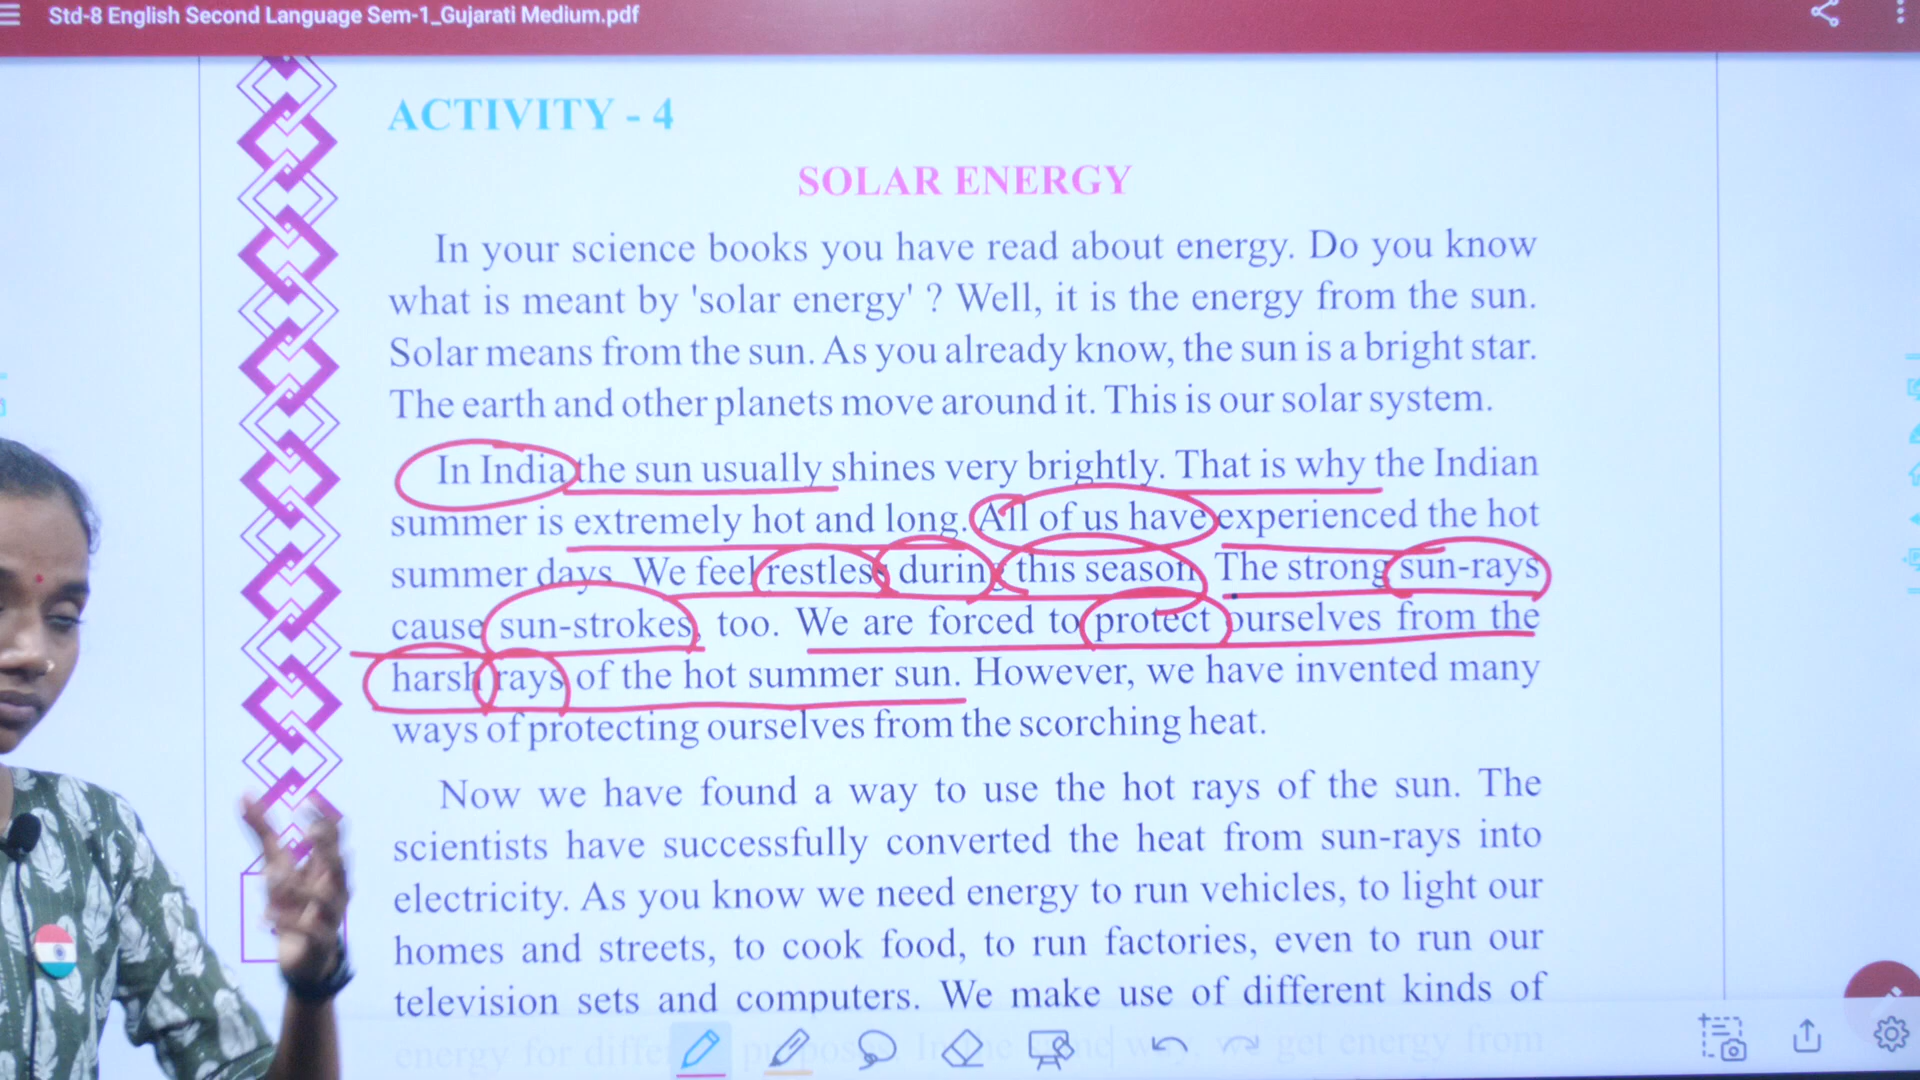 Std-8 English Second Language Sem-1_Gujarati Medium.pdf
ACTIVITY - 4
SOLAR ENERGY
In your science books you have read about energy. Do you know
what is meant by 'solar energy' ? Well, it is the energy from the sun.
Solar means from the sun. As you already know, the sun is a bright star.
The earth and other planets move around it. This is our solar system.
In India the sun usually shines very brightly. That is why the Indian
summer is extremely hot and long. All of us have experienced the hot
summer days. We feel restless during this season. The strong sun-rays
cause sun-strokes, too. We are forced to protect ourselves from the
harsh rays of the hot summer sun. However, we have invented many
ways of protecting ourselves from the scorching heat.
Now we have found a way to use the hot rays of the sun. The
scientists have successfully converted the heat from sun-rays into
electricity. As you know we need energy to run vehicles, to light our
homes and streets, to cook food, to run factories, even to run our
television sets and computers. We make use of different kinds of
energy for way, we get energy from